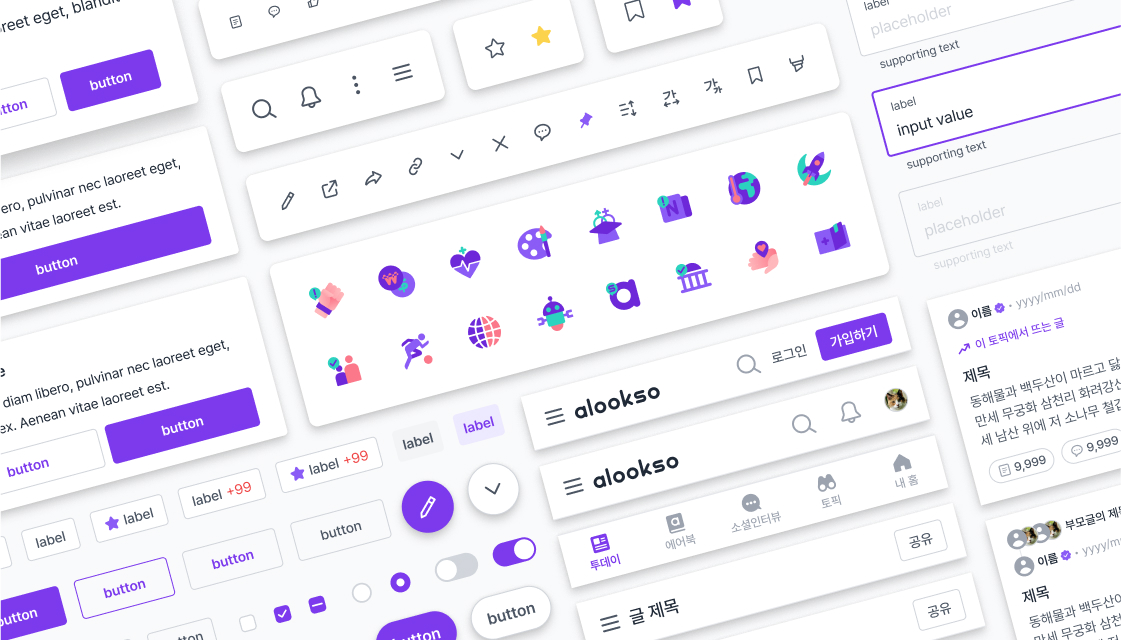 reet eget, blandit
button
button
ero, pulvinar nec laoreet eget,
ean vitae laoreet est.
button
diam libero, pulvinar nec laoreet eget,
ex. Aenean vitae laoreet est.
button
button
label
placeholder
supporting text
label
input value
supporting text
label
placeholder
supporting text
alookso
로그인
가입하기
alookso
투데이
에어북
소셜인터뷰
토픽
내 홈
공유
글 제목
공유
label
label
label +99
label +99
label
label
button
button
button
button
button
button
button
이름 • yyyy/mm/dd
이 토픽에서 뜨는 글
제목
동해물과 백두산이 마르고 닳
만세 무궁화 삼천리 화려강산
세 남산 위에 저 소나무 철갑
9,999
9,999
부모글의 제목
이름 • yyyy/mm
제목
동해물과 백두산이 마르고
만세 무궁화 삼천리